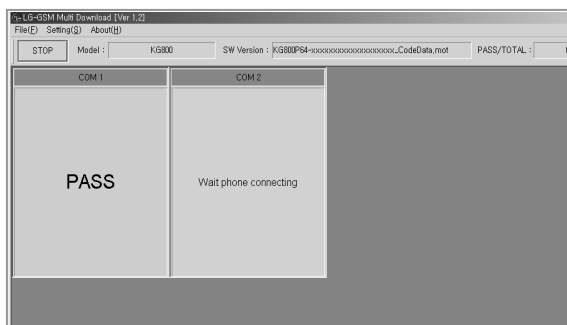 LG-GSM Multi Download [Ver 1,2]
File(F) Setting(S) About(H)
STOP Model : KG800 SW Version : KG800P64-xxxxxxxxxxxxxxxxxxxx_CodeData,mot PASS/TOTAL :
COM 1 COM 2
PASS Wait phone connecting